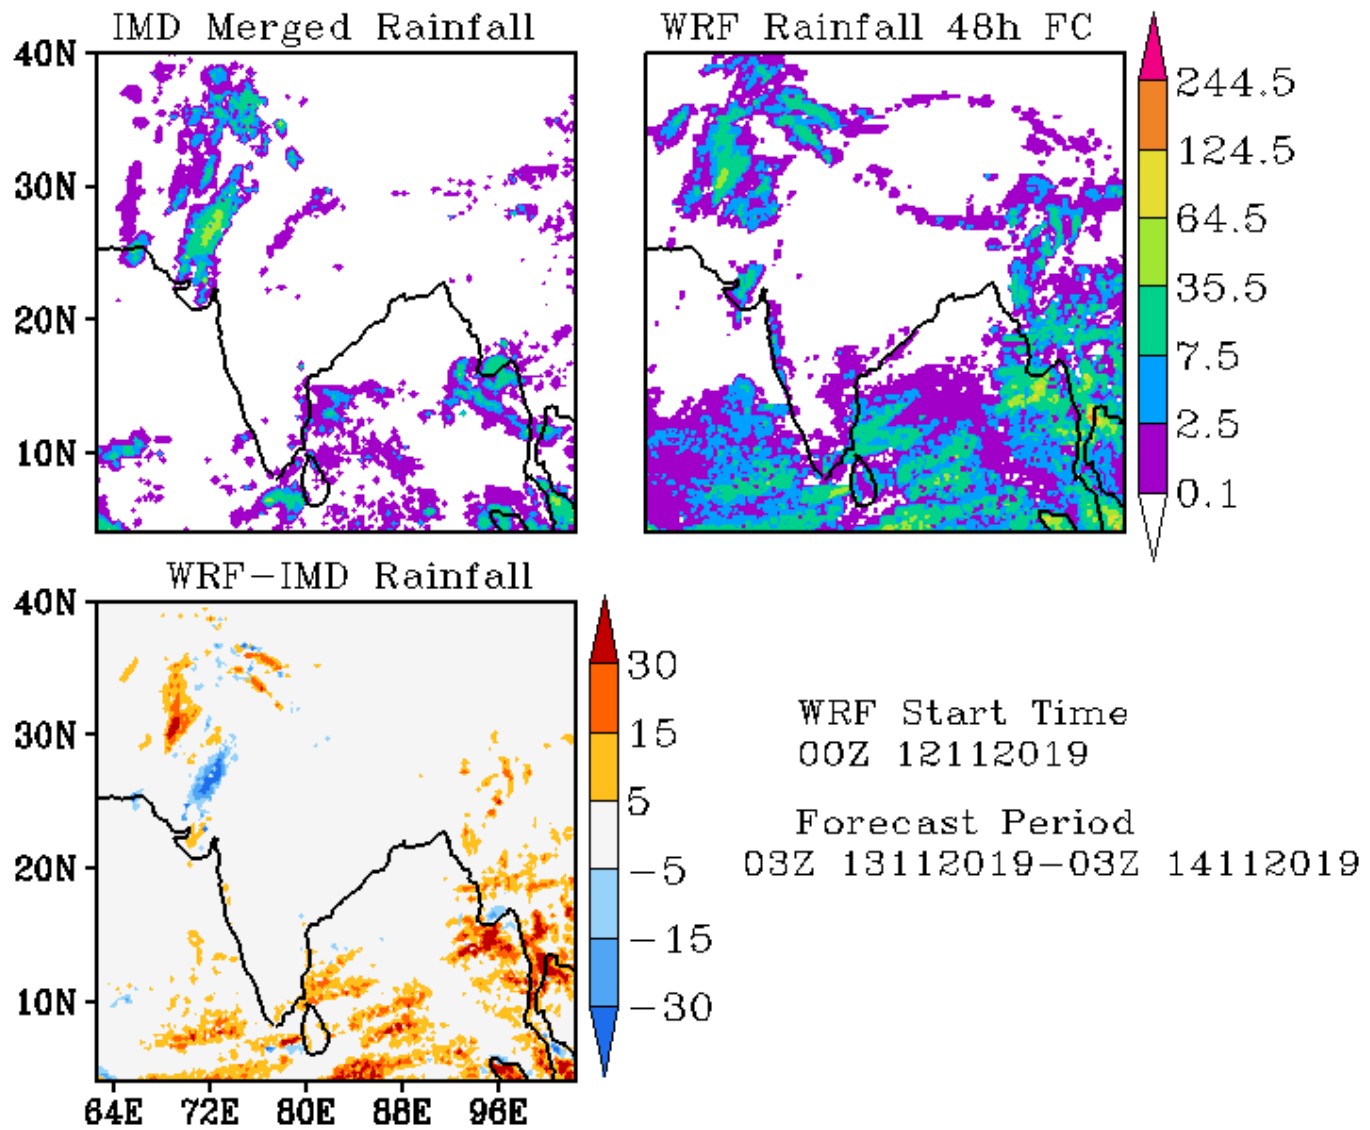 IMD Merged Rainfall
WRF Rainfall 48h FC
40N
30N
20N
10N
244.5
124.5
64.5
35.5
7.5
2.5
0.1
WRF-IMD Rainfall
40N
30N
20N
10N
64E 72E 80E 88E 96E
30
15
5
-5
-15
-30
WRF Start Time
00Z 12112019
Forecast Period
03Z 13112019-03Z 14112019